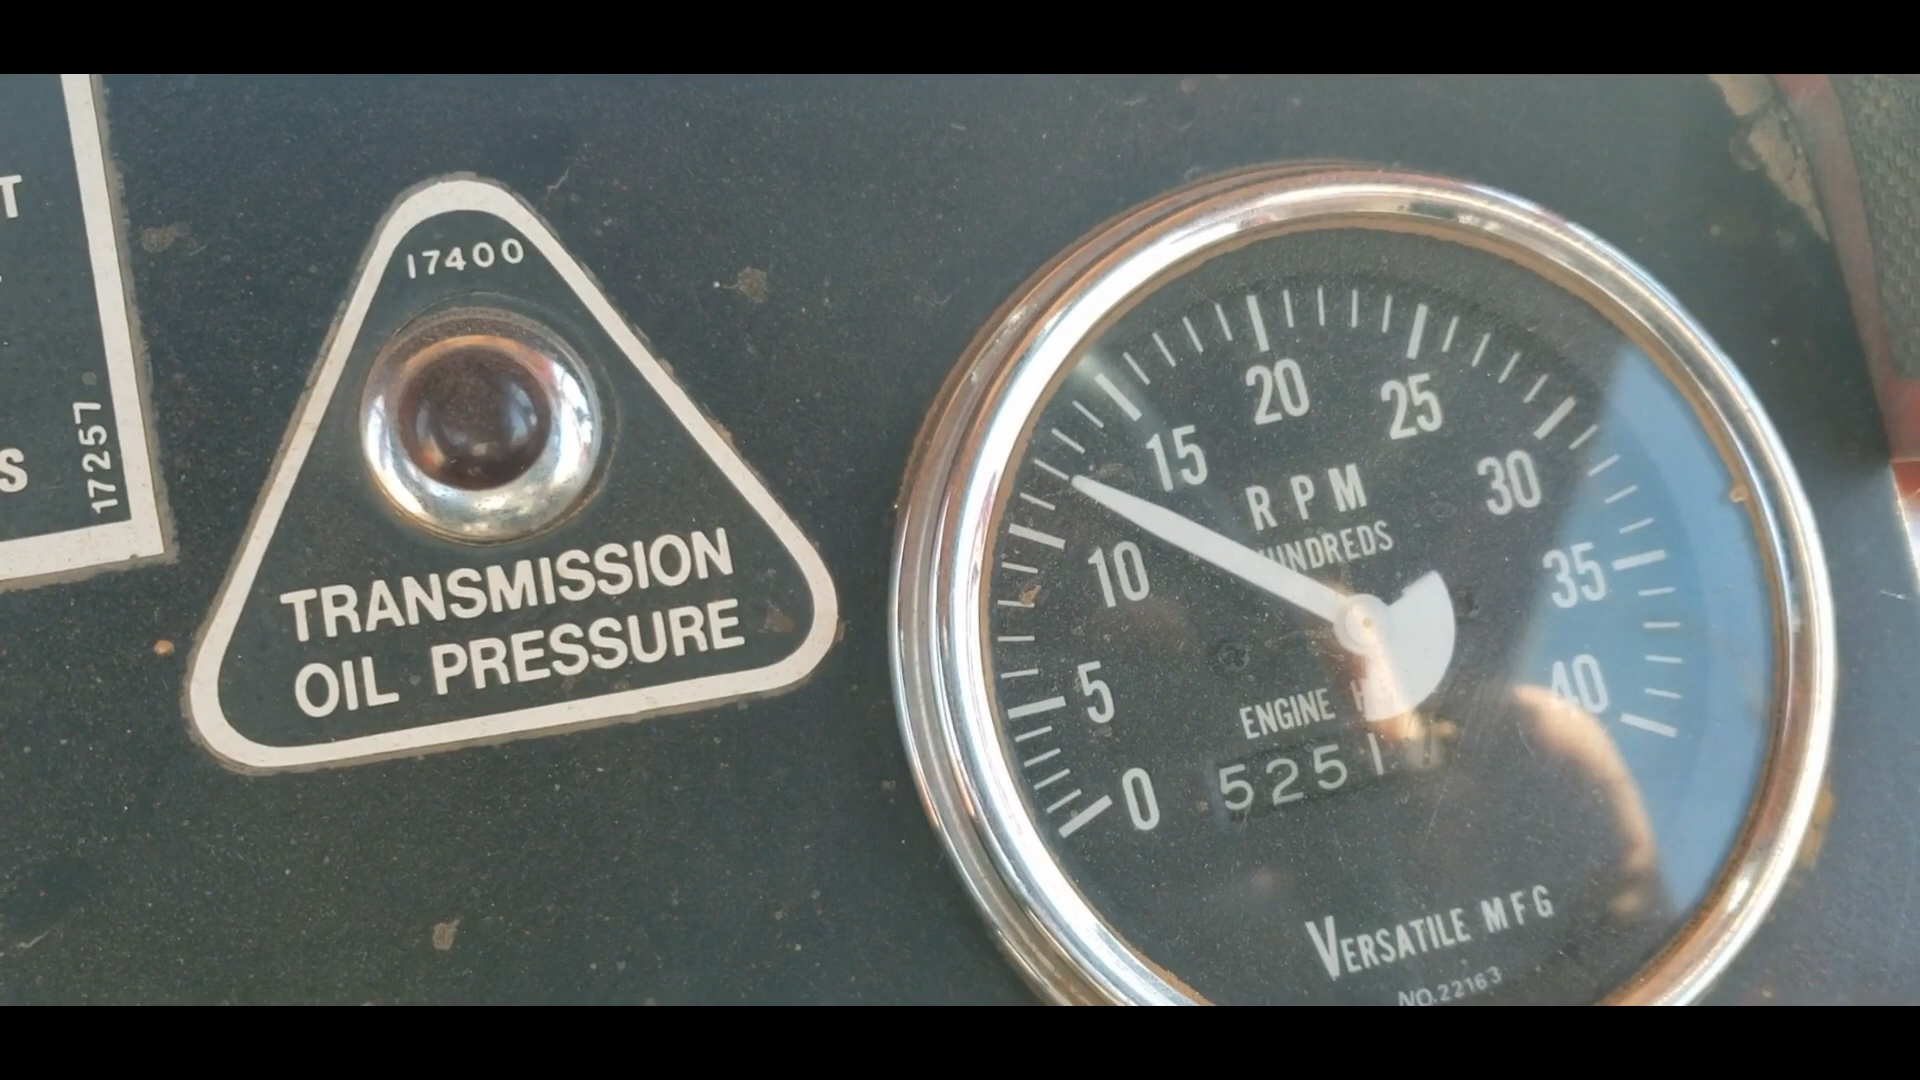 T
S
17257
17400
TRANSMISSION
OIL PRESSURE
0
5
10
15
20
25
30
35
40
RPM
ENGINE
5251
VERSATILE MFG
NO.22163